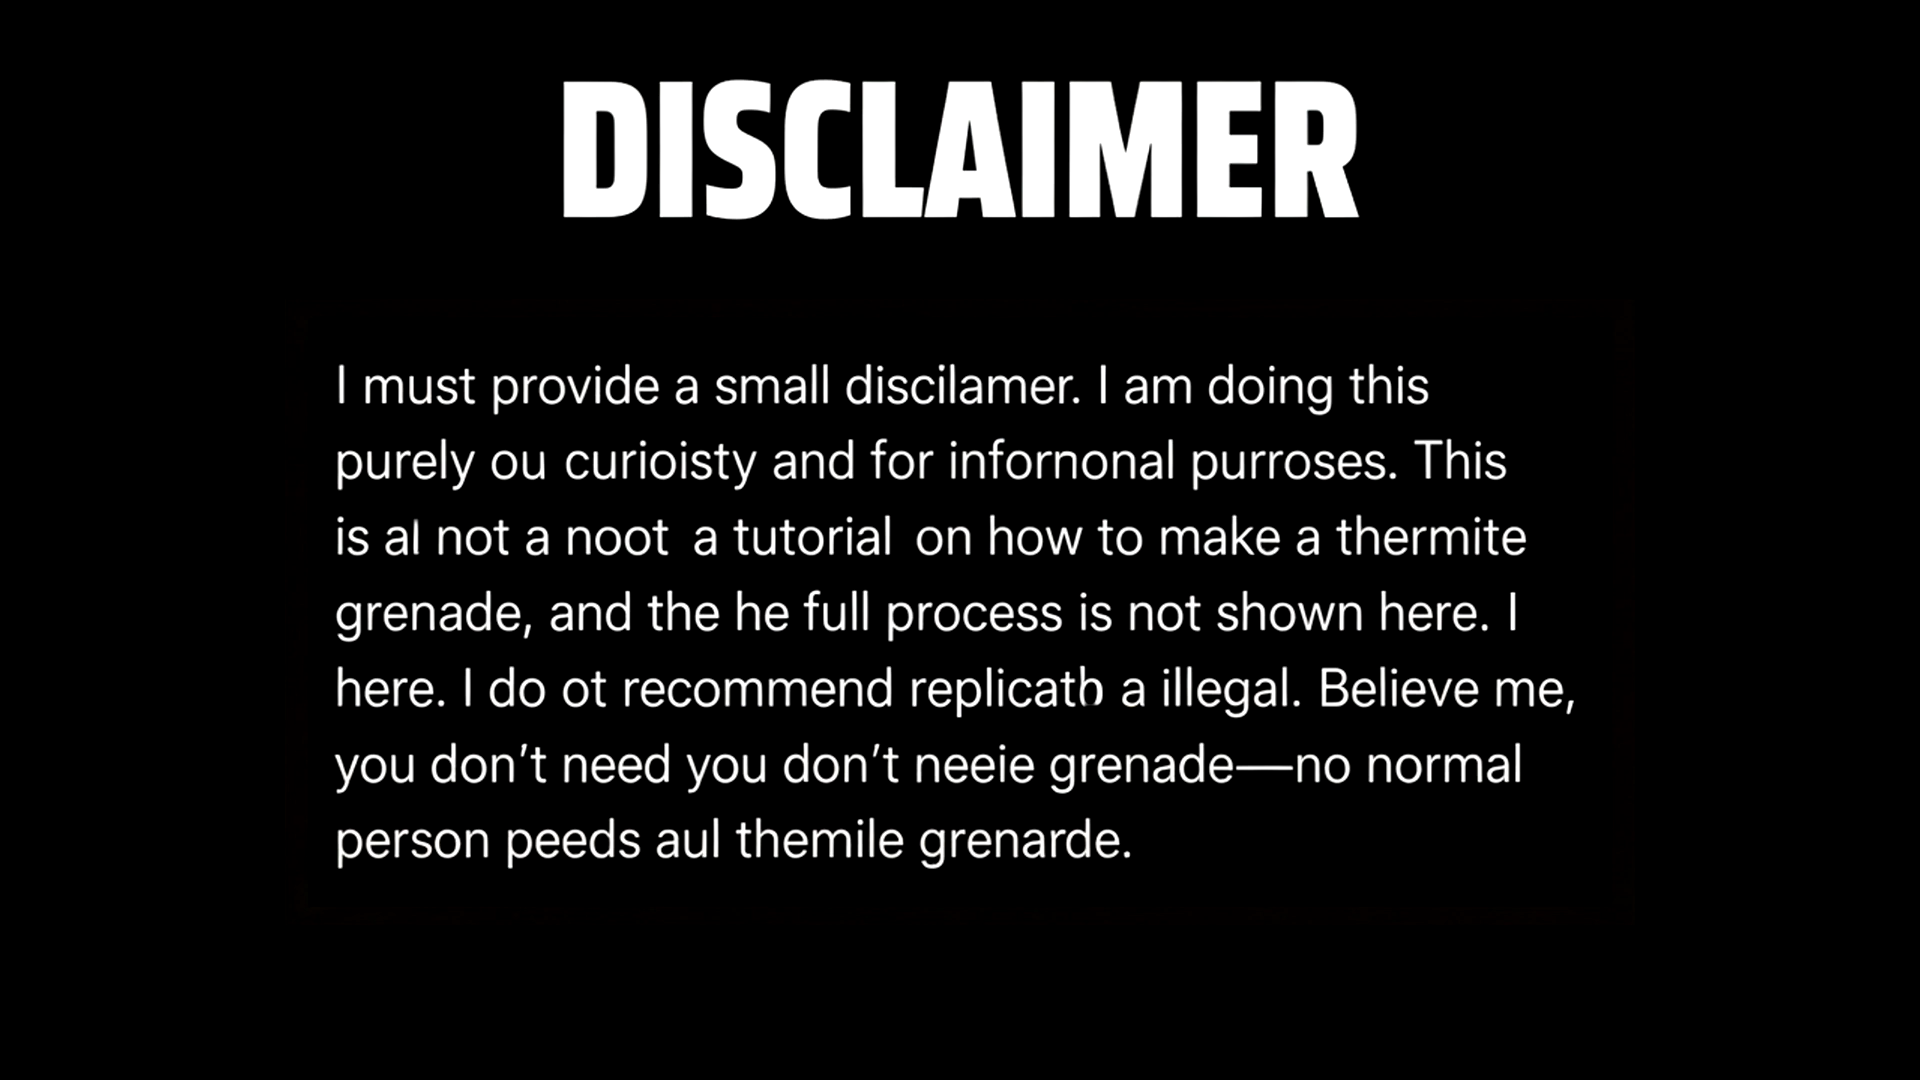 DISCLAIMER
I must provide a small discilamer. I am doing this
purely ou curioisty and for infornonal purroses. This
is al not a noot a tutorial on how to make a thermite
grenade, and the he full process is not shown here. I
here. I do ot recommend replicatb a illegal. Believe me,
you don’t need you don’t neeie grenade—no normal
person peeds aul themile grenarde.